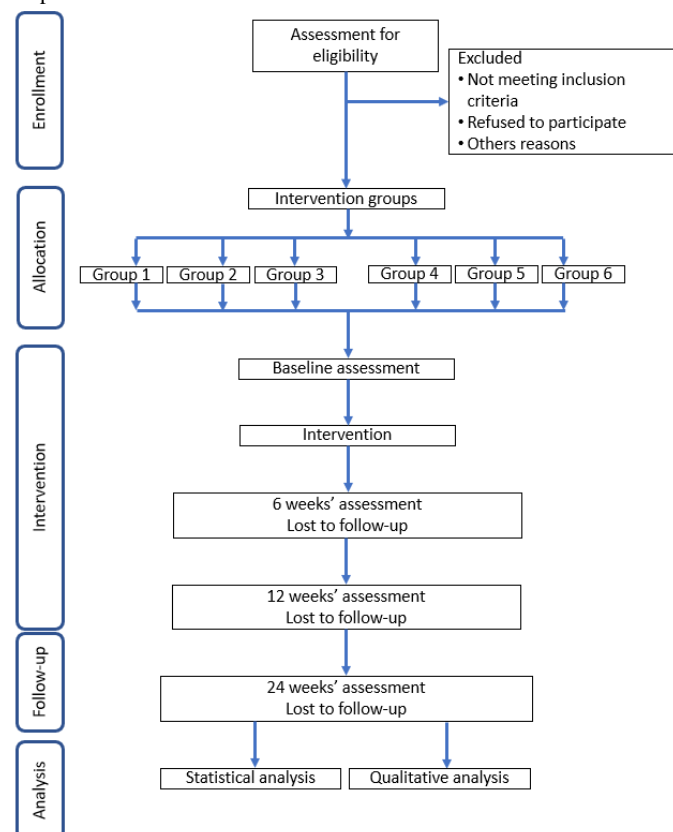 Enrollment
Assessment for
eligibility
Excluded
• Not meeting inclusion
criteria
• Refused to participate
• Others reasons
Allocation
Intervention groups
Group 1
Group 2
Group 3
Group 4
Group 5
Group 6
Intervention
Baseline assessment
Intervention
6 weeks’ assessment
Lost to follow-up
12 weeks’ assessment
Lost to follow-up
Follow-up
24 weeks’ assessment
Lost to follow-up
Analysis
Statistical analysis
Qualitative analysis